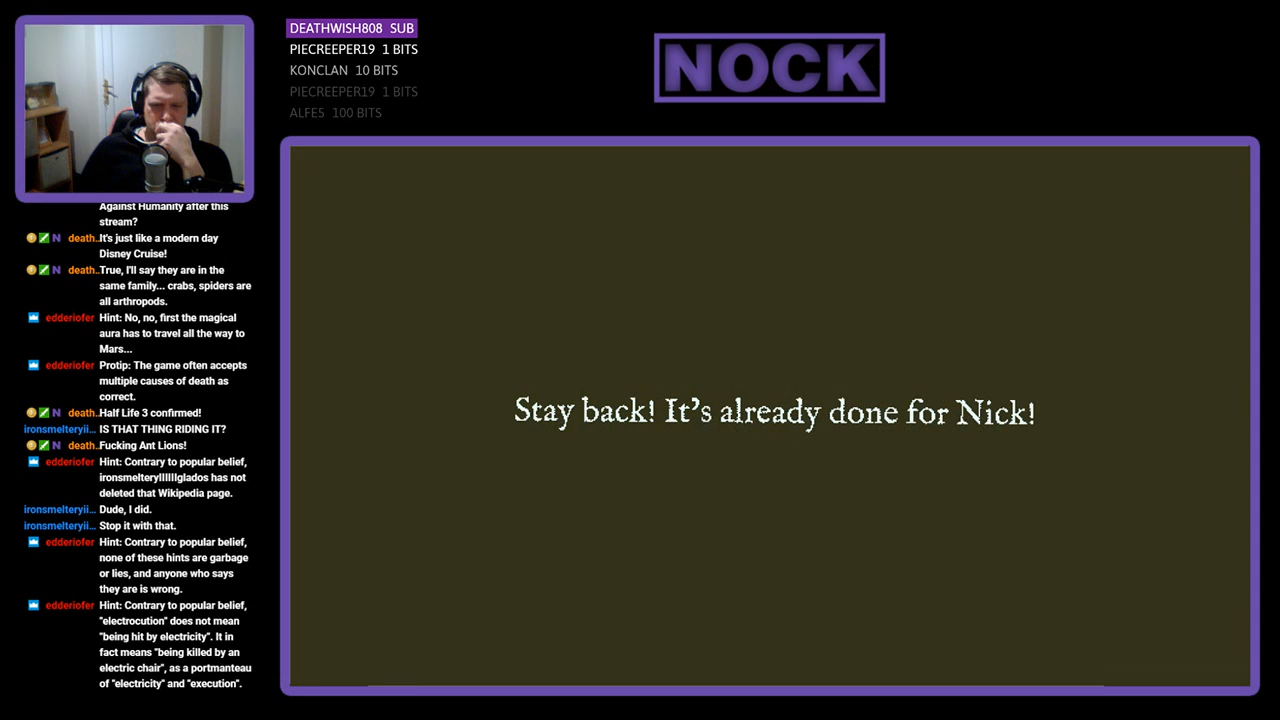 DEATHWISH808 SUB
PIECREEPER19 1 BITS
KONCLAN 10 BITS
PIECREEPER19 1 BITS
ALFE5 100 BITS
NOCK
Against Humanity after this
stream?
death.. It's just like a modern day
Disney Cruise!
death.. True, I'll say they are in the
same family... crabs, spiders are
all arthropods.
edderiofer Hint: No, no, first the magical
aura has to travel all the way to
Mars...
edderiofer Protip: The game often accepts
multiple causes of death as
correct.
death.. Half Life 3 confirmed!
ironsmelteryii... IS THAT THING RIDING IT?
death.. Fucking Ant Lions!
edderiofer Hint: Contrary to popular belief,
ironsmelteryIIIIIIglados has not
deleted that Wikipedia page.
ironsmelteryii... Dude, I did.
ironsmelteryii... Stop it with that.
edderiofer Hint: Contrary to popular belief,
none of these hints are garbage
or lies, and anyone who says
they are is wrong.
edderiofer Hint: Contrary to popular belief,
"electrocution" does not mean
"being hit by electricity". It in
fact means "being killed by an
electric chair", as a portmanteau
of "electricity" and "execution".
Stay back! It's already done for Nick!